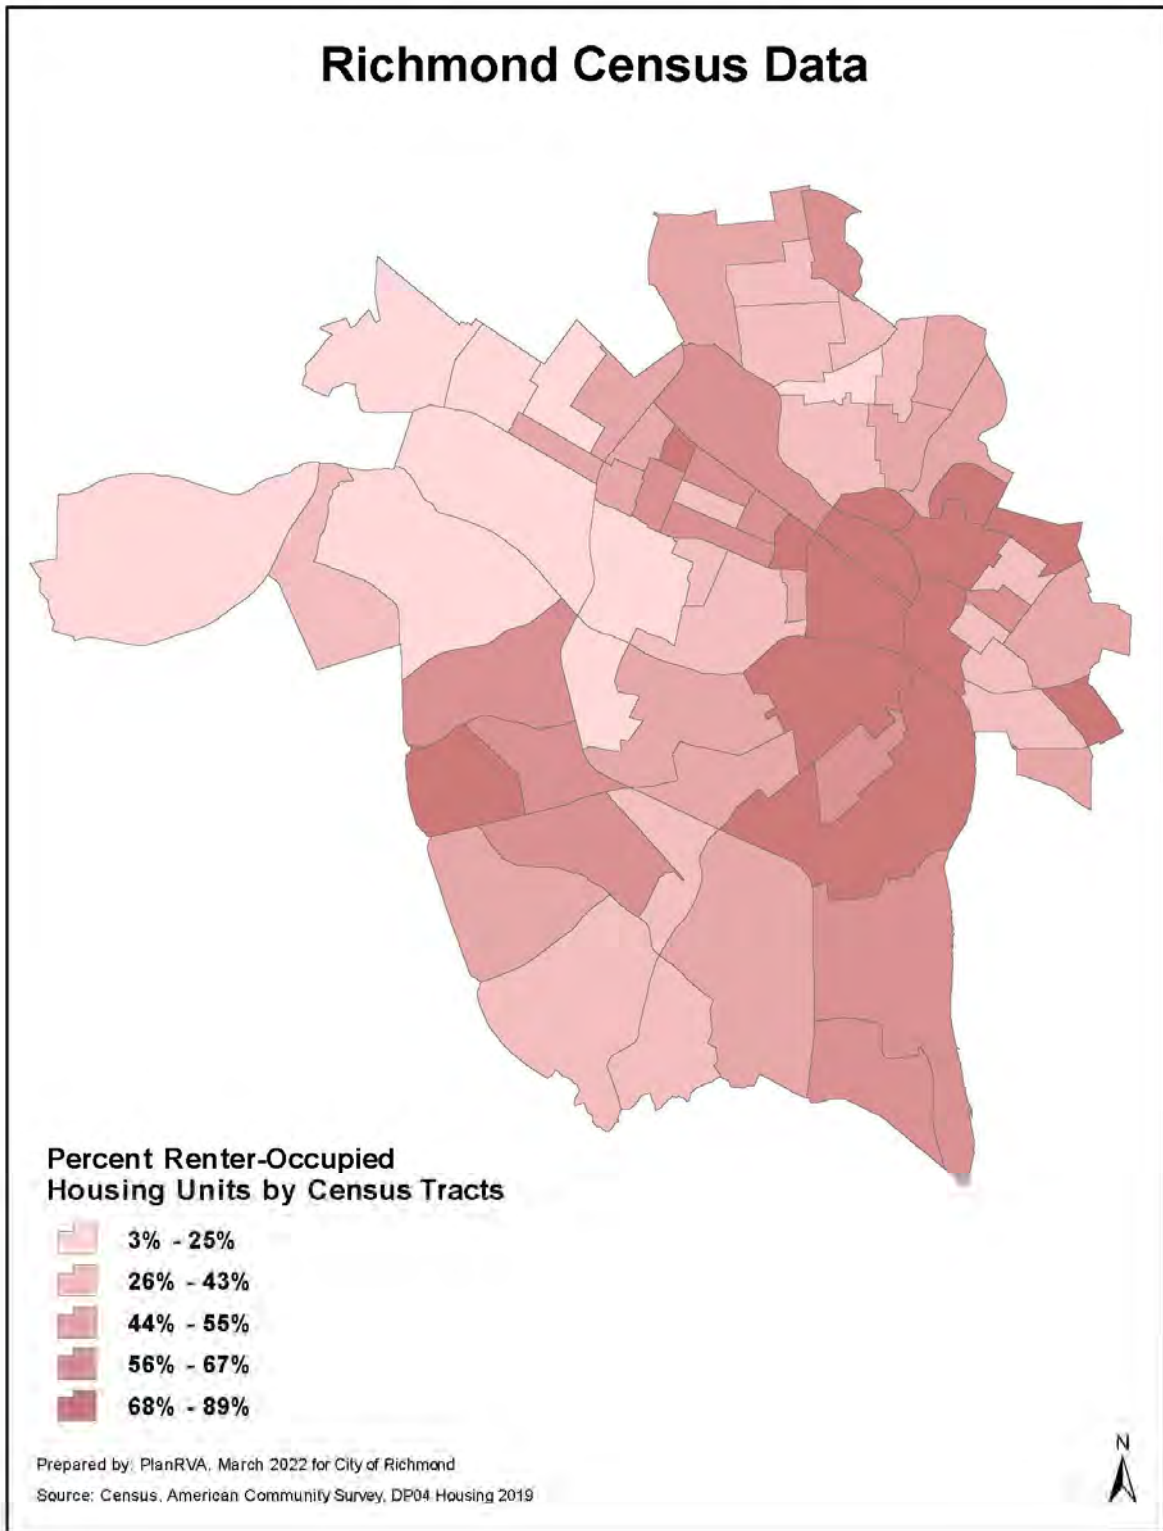 Richmond Census Data
Percent Renter-Occupied
Housing Units by Census Tracts
3% - 25%
26% - 43%
44% - 55%
56% - 67%
68% - 89%
Prepared by: PlanRVA, March 2022 for City of Richmond
Source: Census, American Community Survey, DP04 Housing 2019
N